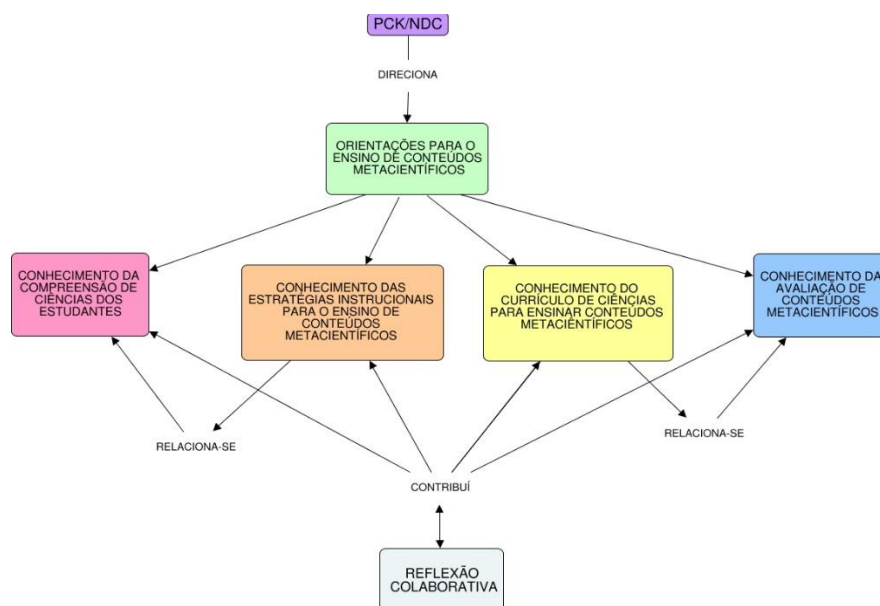 PCK/NDC
DIRECIONA
ORIENTAÇÕES PARA O
ENSINO DE CONTEÚDOS
METACIENTÍFICOS
CONHECIMENTO DA
COMPREENSÃO DE
CIÊNCIAS DOS
ESTUDANTES
CONHECIMENTO DAS
ESTRATÉGIAS INSTRUCIONAIS
PARA O ENSINO DE
CONTEÚDOS
METACIENTÍFICOS
CONHECIMENTO DO
CURRÍCULO DE CIÊNCIAS
PARA ENSINAR CONTEÚDOS
METACIENTÍFICOS
CONHECIMENTO DA
AVALIAÇÃO DE
CONTEÚDOS
METACIENTÍFICOS
RELACIONA-SE
RELACIONA-SE
CONTRIBUÍ
REFLEXÃO
COLABORATIVA